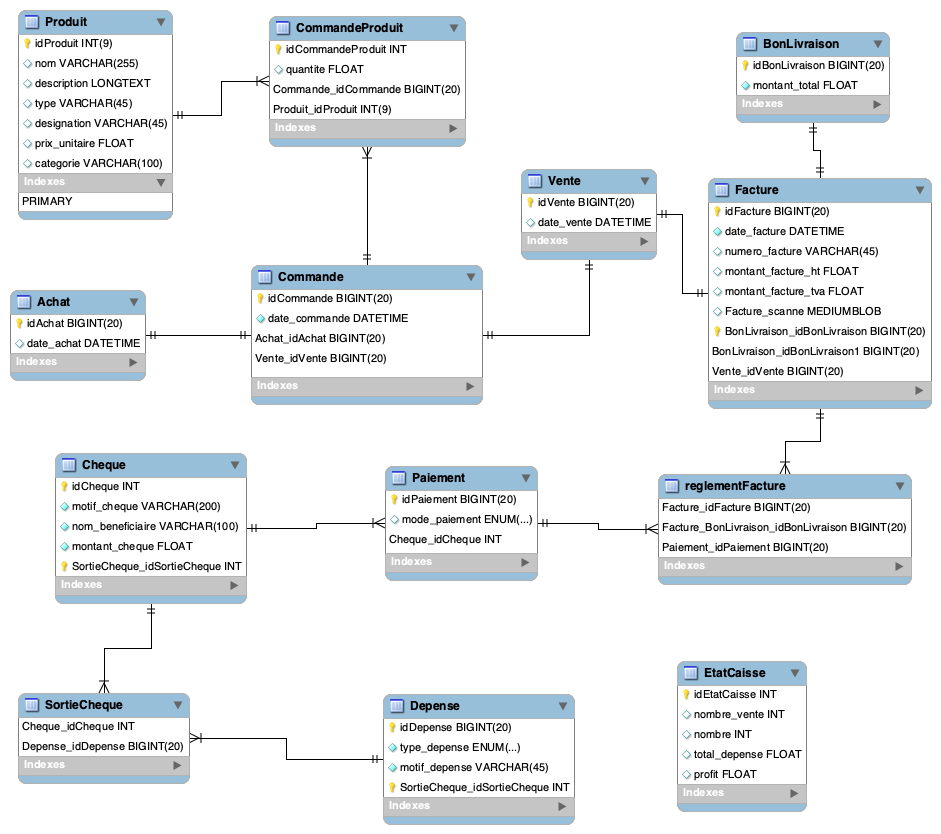 Produit
idProduit INT(9)
nom VARCHAR(255)
description LONGTEXT
type VARCHAR(45)
designation VARCHAR(45)
prix_unitaire FLOAT
categorie VARCHAR(100)
Indexes
PRIMARY
CommandeProduit
idCommandeProduit INT
quantite FLOAT
Commande_idCommande BIGINT(20)
Produit_idProduit INT(9)
Indexes
BonLivraison
idBonLivraison BIGINT(20)
montant_total FLOAT
Indexes
Vente
idVente BIGINT(20)
date_vente DATETIME
Indexes
Facture
idFacture BIGINT(20)
date_facture DATETIME
numero_facture VARCHAR(45)
montant_facture_ht FLOAT
montant_facture_tva FLOAT
Facture_scanne MEDIUMBLOB
BonLivraison_idBonLivraison BIGINT(20)
BonLivraison_idBonLivraison1 BIGINT(20)
Vente_idVente BIGINT(20)
Indexes
Achat
idAchat BIGINT(20)
date_achat DATETIME
Indexes
Commande
idCommande BIGINT(20)
date_commande DATETIME
Achat_idAchat BIGINT(20)
Vente_idVente BIGINT(20)
Indexes
Cheque
idCheque INT
motif_cheque VARCHAR(200)
nom_beneficiaire VARCHAR(100)
montant_cheque FLOAT
SortieCheque_idSortieCheque INT
Indexes
Paiement
idPaiement BIGINT(20)
mode_paiement ENUM(...)
Cheque_idCheque INT
Indexes
reglementFacture
Facture_idFacture BIGINT(20)
Facture_BonLivraison_idBonLivraison BIGINT(20)
Paiement_idPaiement BIGINT(20)
Indexes
SortieCheque
Cheque_idCheque INT
Depense_idDepense BIGINT(20)
Indexes
Depense
idDepense BIGINT(20)
type_depense ENUM(...)
motif_depense VARCHAR(45)
SortieCheque_idSortieCheque INT
Indexes
EtatCaisse
idEtatCaisse INT
nombre_vente INT
nombre INT
total_depense FLOAT
profit FLOAT
Indexes